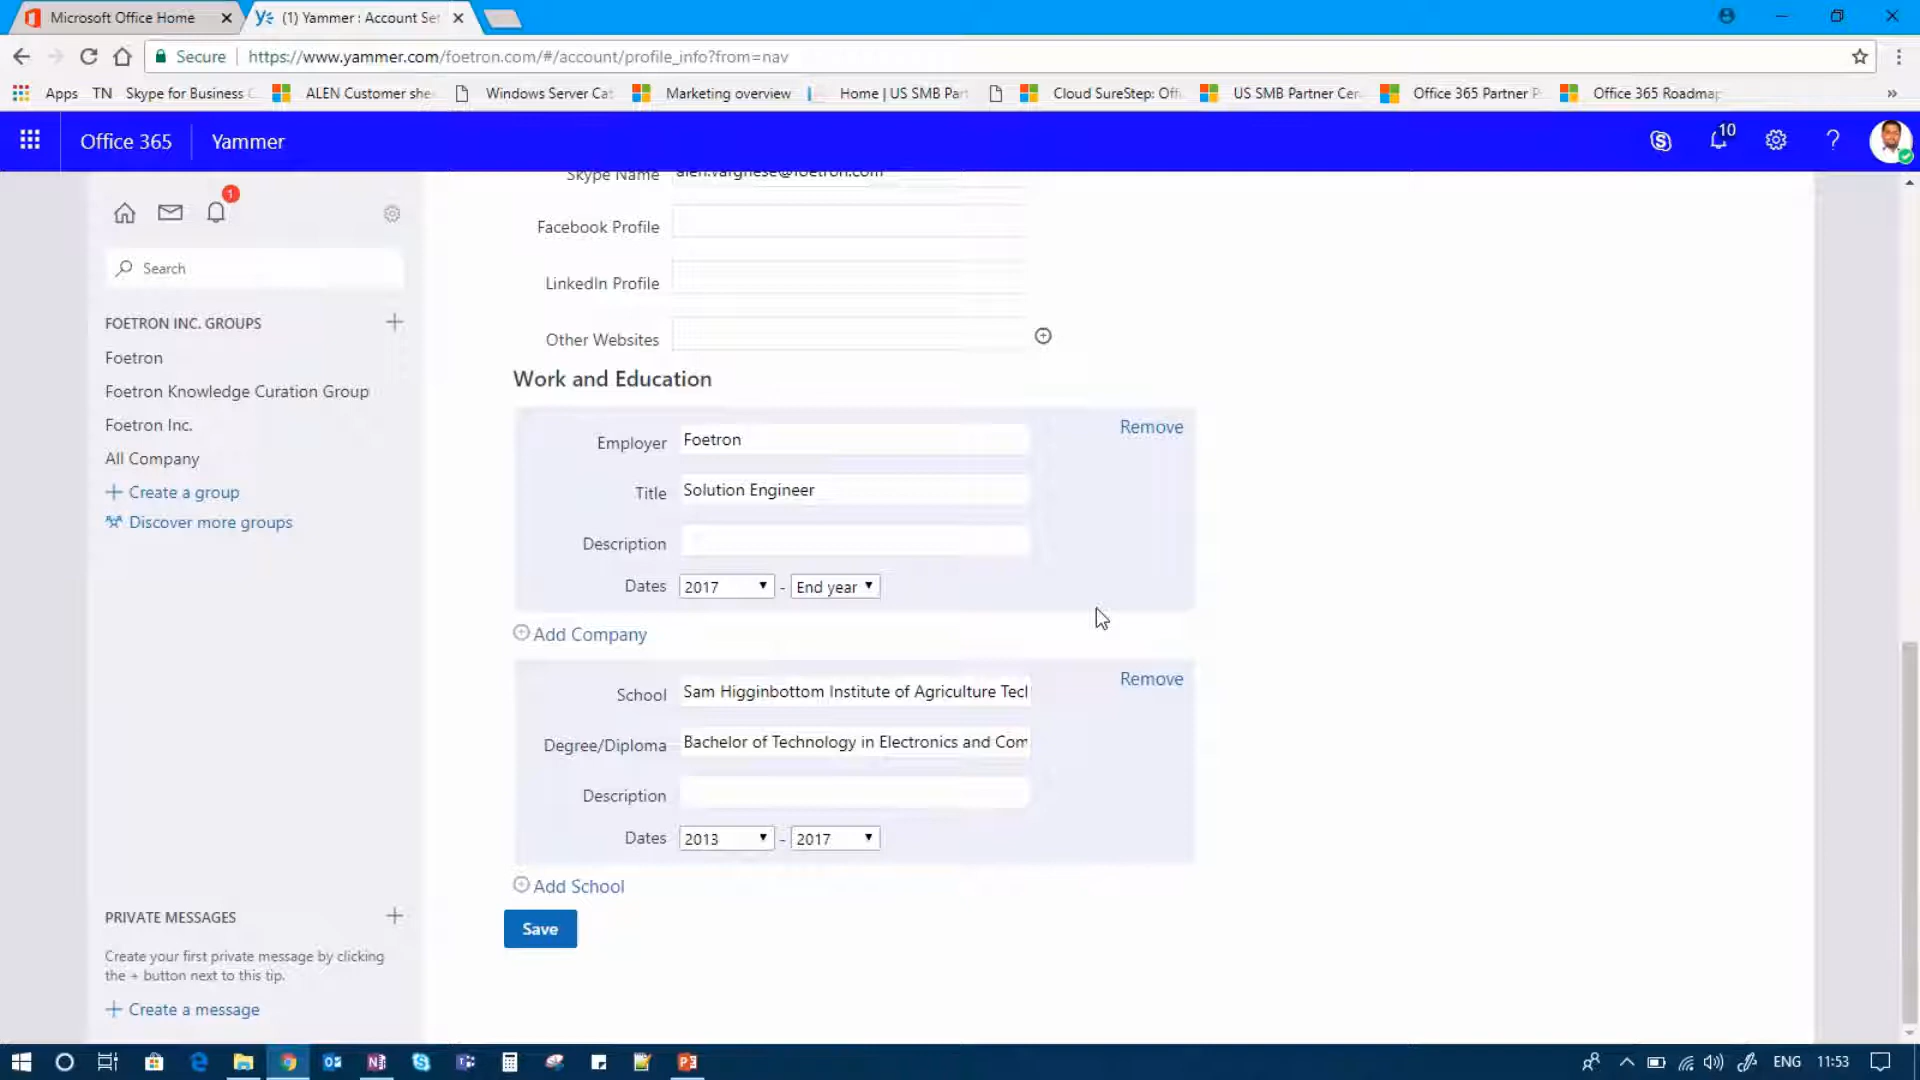 Microsoft Office Home
(1) Yammer : Account Set
Secure
https://www.yammer.com/foetron.com/#/account/profile_info?from=nav
Apps
TN
Skype for Business C
ALEN Customer she
Windows Server Cat
Marketing overview
Home | US SMB Part
Cloud SureStep: Offi
US SMB Partner Cen
Office 365 Partner P
Office 365 Roadmap
»
Office 365
Yammer
10
?
1
Search
FOETRON INC. GROUPS
Foetron
Foetron Knowledge Curation Group
Foetron Inc.
All Company
Create a group
Discover more groups
PRIVATE MESSAGES
Create your first private message by clicking
the + button next to this tip.
Create a message
Skype Name
alen.varghese@foetron.com
Facebook Profile
LinkedIn Profile
Other Websites
Work and Education
Remove
Employer
Foetron
Title
Solution Engineer
Description
Dates
2017
-
End year
Add Company
Remove
School
Sam Higginbottom Institute of Agriculture Tecl
Degree/Diploma
Bachelor of Technology in Electronics and Com
Description
Dates
2013
-
2017
Add School
Save
ENG
11:53